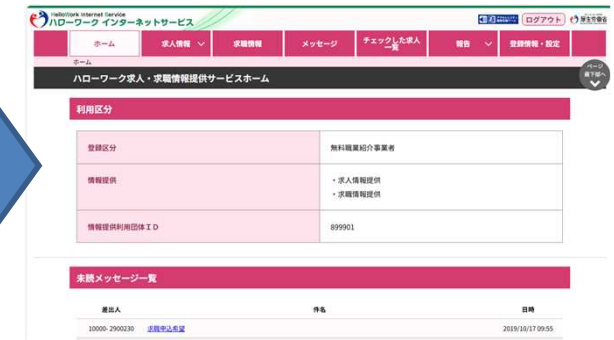 HelloWork Internet Service
ハローワーク インターネットサービス
ログアウト
厚生労働省
ホーム
求人情報
求職情報
メッセージ
チェックした求人一覧
報告
登録情報・設定
ホーム
ページ最下部へ
ハローワーク求人・求職情報提供サービスホーム
利用区分
登録区分
無料職業紹介事業者
情報提供
・求人情報提供
・求職情報提供
情報提供利用団体ID
899901
未読メッセージ一覧
差出人
件名
日時
10000- 2900230
求職申込希望
2019/10/17 09:55